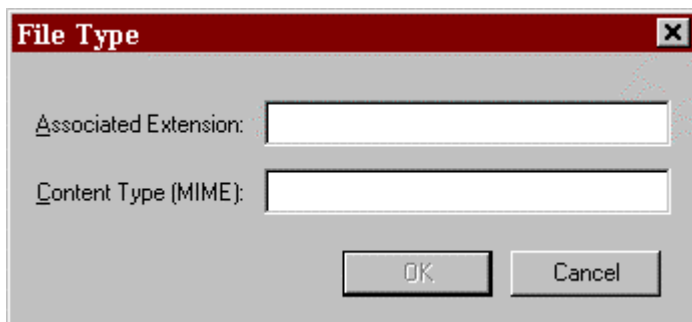 File Type
Associated Extension:
Content Type (MIME):
OK
Cancel